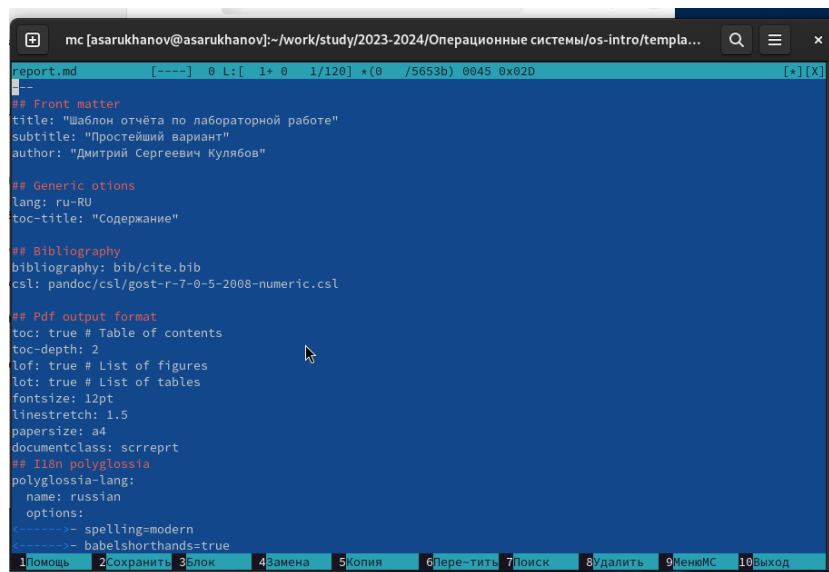 mc [asarukhanov@asarukhanov]:~/work/study/2023-2024/Операционные системы/os-intro/templa...
report.md [----] 0 L:[ 1+ 0 1/120] *(0 /5653b) 0045 0x02D [*][X]
---
## Front matter
title: "Шаблон отчёта по лабораторной работе"
subtitle: "Простейший вариант"
author: "Дмитрий Сергеевич Кулябов"
## Generic otions
lang: ru-RU
toc-title: "Содержание"
## Bibliography
bibliography: bib/cite.bib
csl: pandoc/csl/gost-r-7-0-5-2008-numeric.csl
## Pdf output format
toc: true # Table of contents
toc-depth: 2
lof: true # List of figures
lot: true # List of tables
fontsize: 12pt
linestretch: 1.5
papersize: a4
documentclass: scrreprt
## I18n polyglossia
polyglossia-lang:
  name: russian
  options:
<------>- spelling=modern
<------>- babelshorthands=true
1Помощь 2Сохранить 3Блок 4Замена 5Копия 6Пере~тить 7Поиск 8Удалить 9МенюMC 10Выход